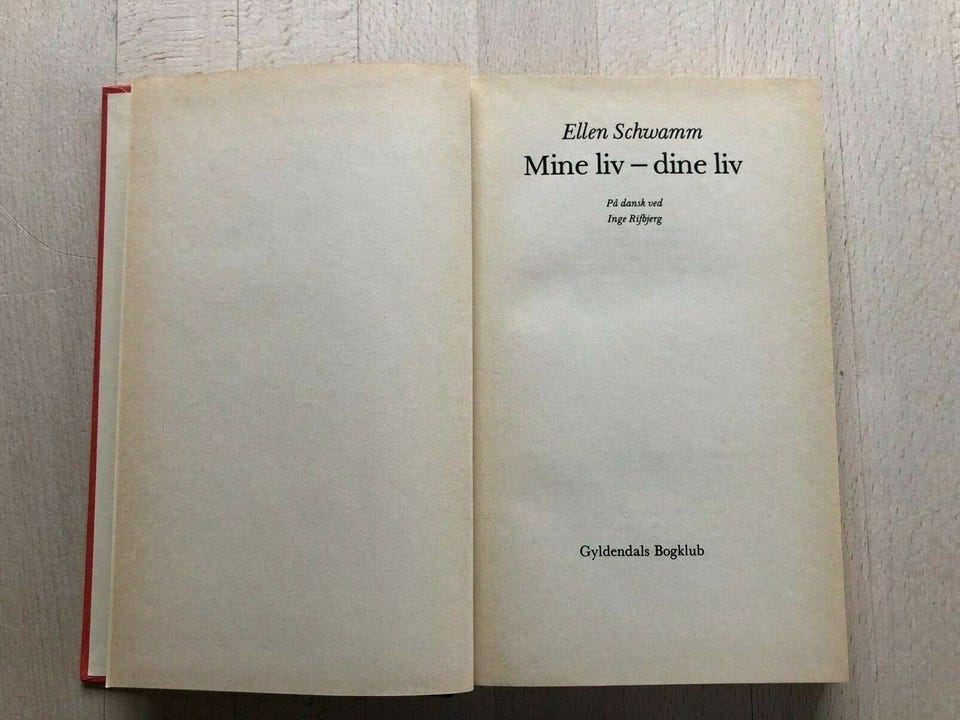 Ellen Schwamm
Mine liv – dine liv
På dansk ved
Inge Rifbjerg
Gyldendals Bogklub